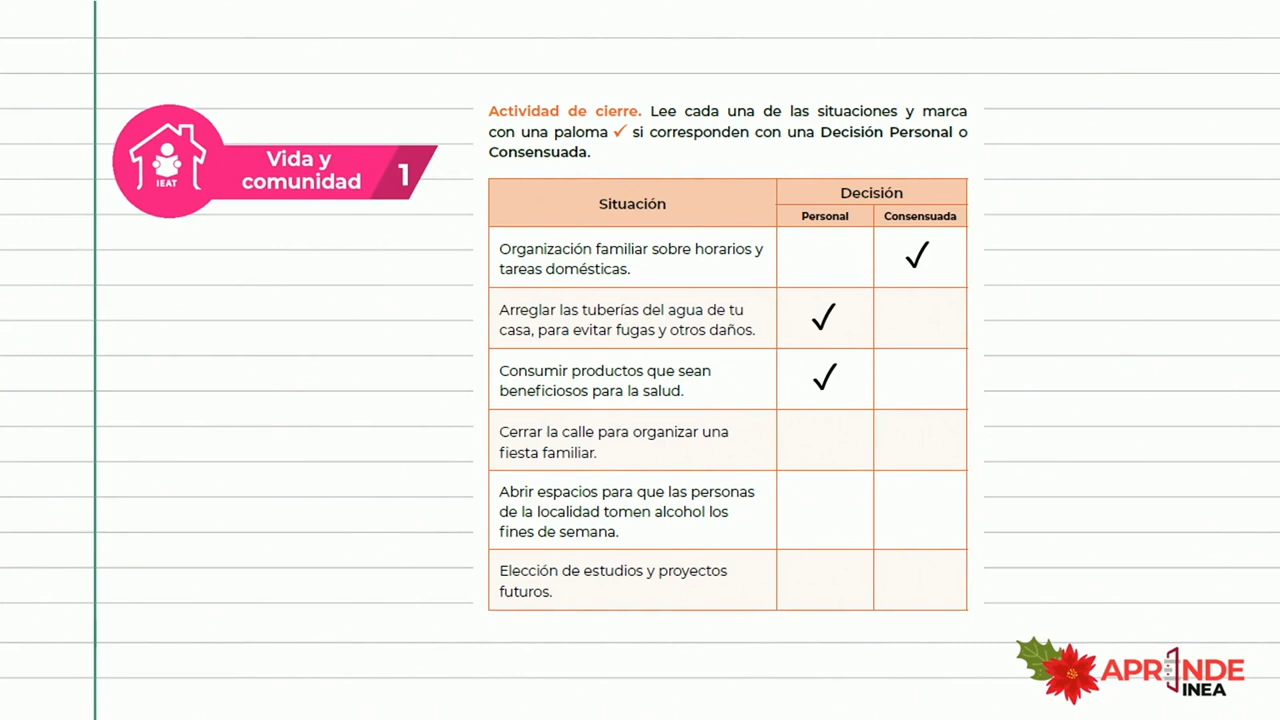 IEAT
Vida y
comunidad
1
Actividad de cierre. Lee cada una de las situaciones y marca
con una paloma ✓ si corresponden con una Decisión Personal o
Consensuada.
Situación
Decisión
Personal
Consensuada
Organización familiar sobre horarios y
tareas domésticas.
✓
Arreglar las tuberías del agua de tu
casa, para evitar fugas y otros daños.
✓
Consumir productos que sean
beneficiosos para la salud.
✓
Cerrar la calle para organizar una
fiesta familiar.
Abrir espacios para que las personas
de la localidad tomen alcohol los
fines de semana.
Elección de estudios y proyectos
futuros.
APRENDE
INEA